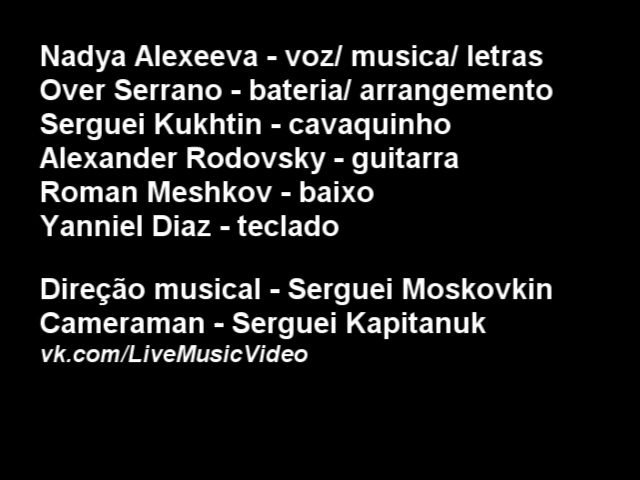 Nadya Alexeeva - voz/ musica/ letras
Over Serrano - bateria/ arrangemento
Serguei Kukhtin - cavaquinho
Alexander Rodovsky - guitarra
Roman Meshkov - baixo
Yanniel Diaz - teclado
Direção musical - Serguei Moskovkin
Cameraman - Serguei Kapitanuk
vk.com/LiveMusicVideo